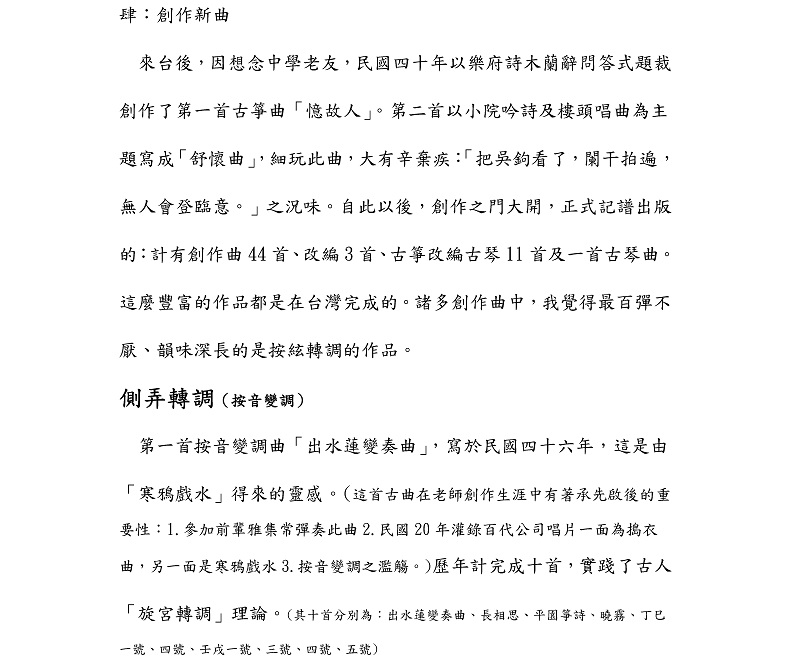 肆：創作新曲
來台後，因想念中學老友，民國四十年以樂府詩木蘭辭問答式題裁
創作了第一首古箏曲「憶故人」。第二首以小院吟詩及樓頭唱曲為主
題寫成「舒懷曲」，細玩此曲，大有辛棄疾：「把吳鉤看了，闌干拍遍，
無人會登臨意。」之況味。自此以後，創作之門大開，正式記譜出版
的：計有創作曲 44 首、改編 3 首、古箏改編古琴 11 首及一首古琴曲。
這麼豐富的作品都是在台灣完成的。諸多創作曲中，我覺得最百彈不
厭、韻味深長的是按絃轉調的作品。
側弄轉調（按音變調）
第一首按音變調曲「出水蓮變奏曲」，寫於民國四十六年，這是由
「寒鴉戲水」得來的靈感。(這首古曲在老師創作生涯中有著承先啟後的重
要性：1.參加前輩雅集常彈奏此曲 2.民國 20 年灌錄百代公司唱片一面為搗衣
曲，另一面是寒鴉戲水 3.按音變調之濫觴。)歷年計完成十首，實踐了古人
「旋宮轉調」理論。(其十首分別為：出水蓮變奏曲、長相思、平園箏詩、曉霧、丁巳
一號、四號、壬戌一號、三號、四號、五號)